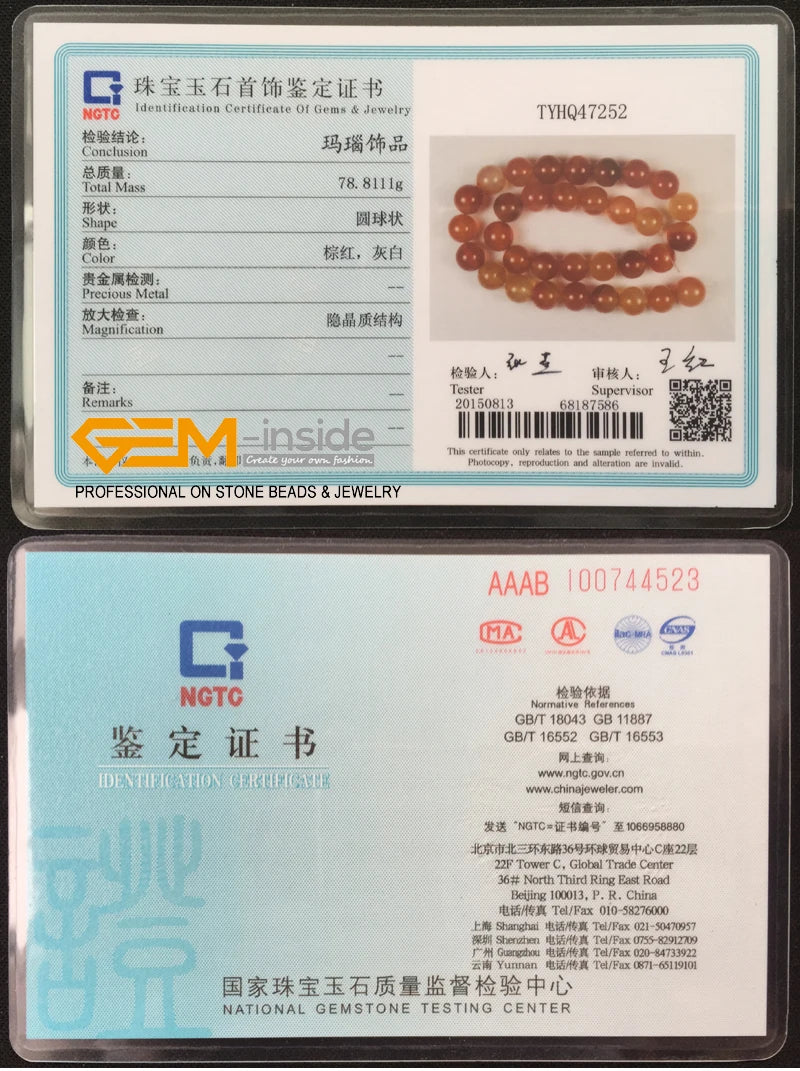 NGTC
珠宝玉石首饰鉴定证书
Identification Certificate Of Gems & Jewelry
检验结论:
Conclusion
玛瑙饰品
总质量:
Total Mass
78.8111g
形状:
Shape
圆球状
颜色:
Color
棕红，灰白
贵金属检测:
Precious Metal
--
放大检查:
Magnification
隐晶质结构
--
备注:
Remarks
--
--
GEM-inside
Create your own fashion
PROFESSIONAL ON STONE BEADS & JEWELRY
TYHQ47252
检验人:
Tester
审核人:
王红
Supervisor
20150813
68187586
This certificate only relates to the sample referred to within.
Photocopy, reproduction and alteration are invalid.
AAAB 100744523
MA
AL
ilac-MRA
CNAS
CNAS L0301
NGTC
鉴定证书
IDENTIFICATION CERTIFICATE
检验依据
Normative References
GB/T 18043 GB 11887
GB/T 16552 GB/T 16553
网上查询:
www.ngtc.gov.cn
www.chinajeweler.com
短信查询:
发送 "NGTC=证书编号" 至1066958880
北京市北三环东路36号环球贸易中心C座22层
22F Tower C, Global Trade Center
36# North Third Ring East Road
Beijing 100013, P. R. China
电话/传真 Tel/Fax 010-58276000
上海 Shanghai 电话/传真 Tel/Fax 021-50470957
深圳 Shenzhen 电话/传真 Tel/Fax 0755-82912709
广州 Guangzhou 电话/传真 Tel/Fax 020-84733922
云南 Yunnan 电话/传真 Tel/Fax 0871-65119101
国家珠宝玉石质量监督检验中心
NATIONAL GEMSTONE TESTING CENTER